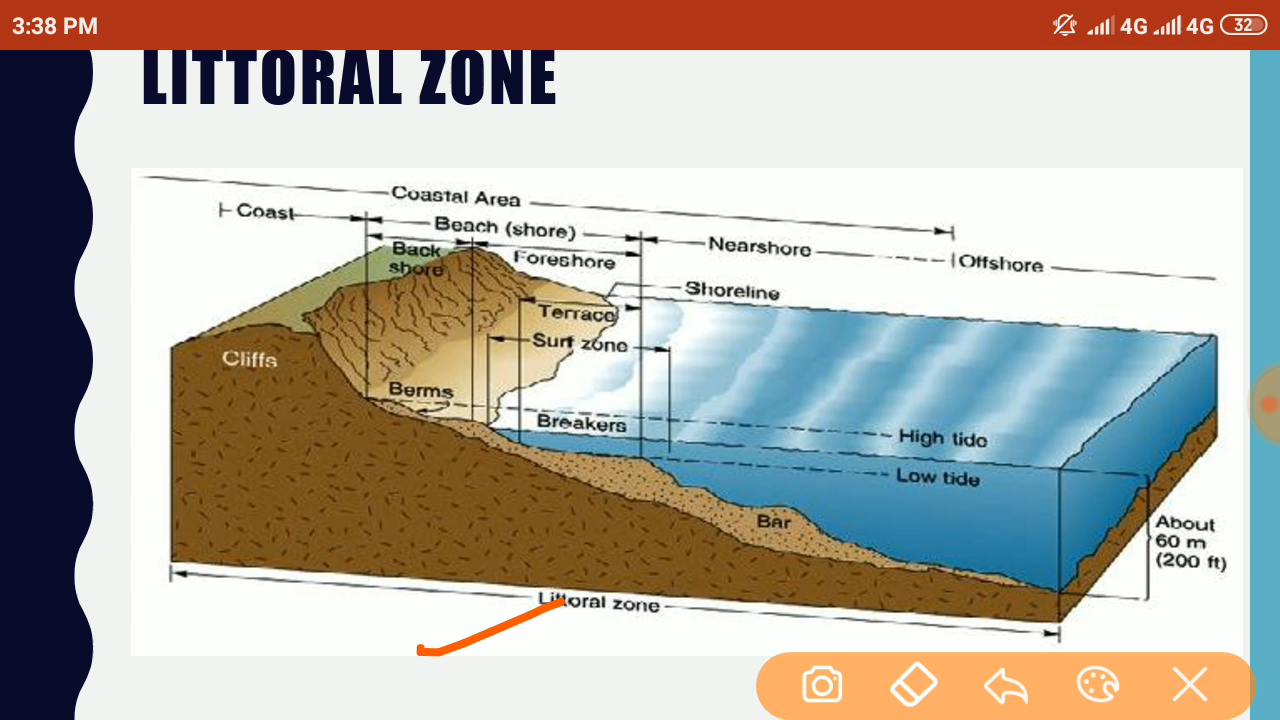 3:38 PM
4G 4G 32
LITTORAL ZONE
Coastal Area
Coast
Beach (shore)
Nearshore
Offshore
Back
shore
Foreshore
Shoreline
Terrace
Surf zone
Cliffs
Berms
Breakers
High tide
Low tide
Bar
About
60 m
(200 ft)
Littoral zone